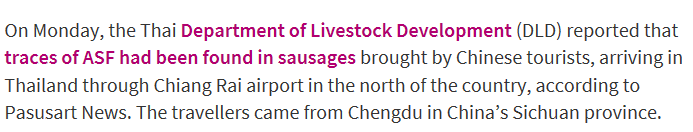 On Monday, the Thai Department of Livestock Development (DLD) reported that
traces of ASF had been found in sausages brought by Chinese tourists, arriving in
Thailand through Chiang Rai airport in the north of the country, according to
Pasusart News. The travellers came from Chengdu in China’s Sichuan province.